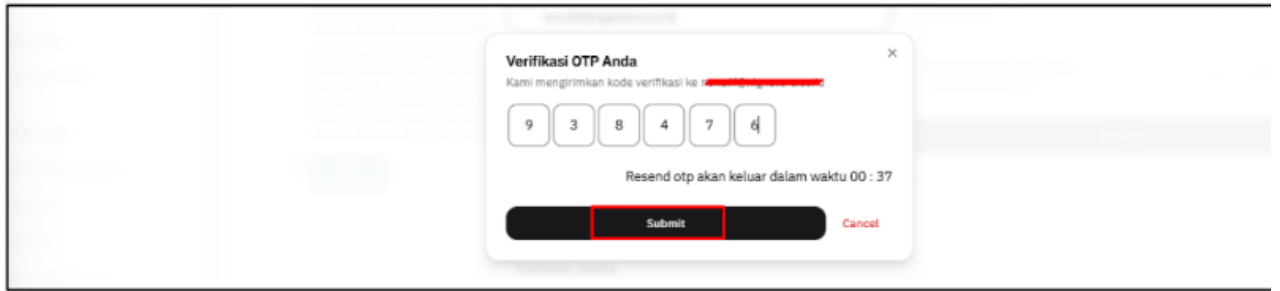 Verifikasi OTP Anda
Kami mengirimkan kode verifikasi ke
9 3 8 4 7 6
Resend otp akan keluar dalam waktu 00 : 37
Submit Cancel